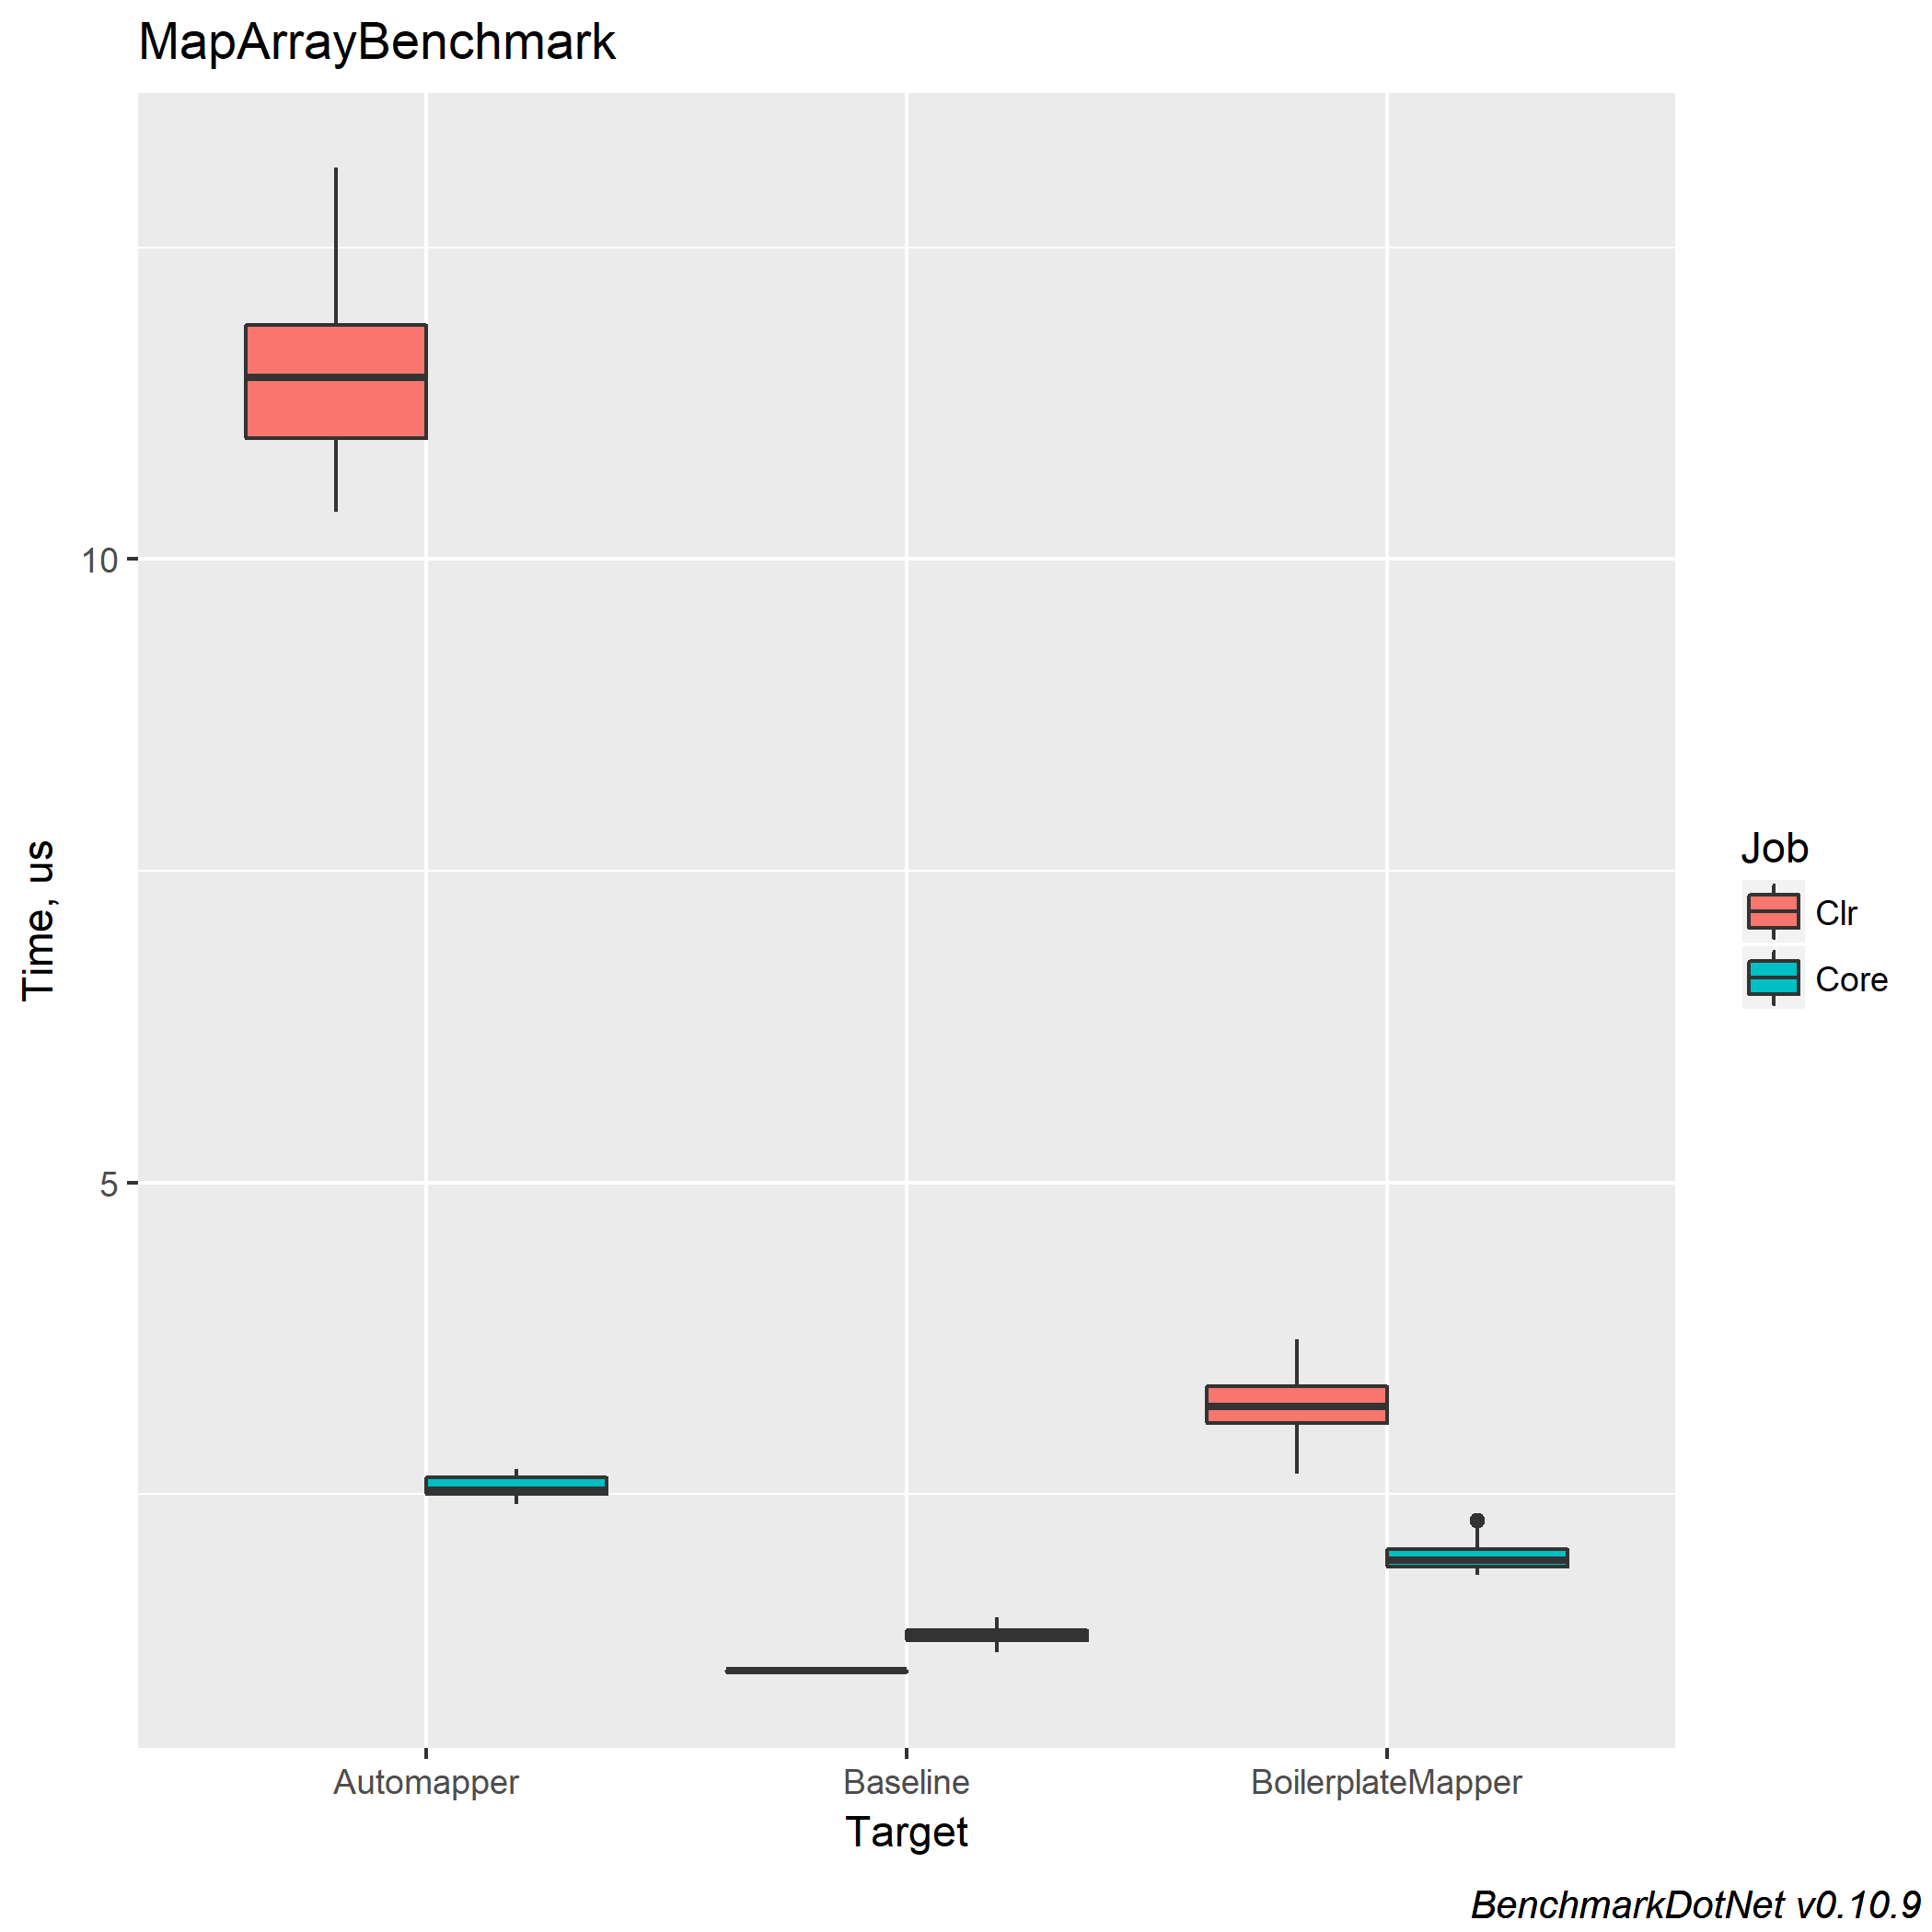 MapArrayBenchmark
Time, us
10
5
Automapper
Baseline
BoilerplateMapper
Target
Job
Clr
Core
BenchmarkDotNet v0.10.9